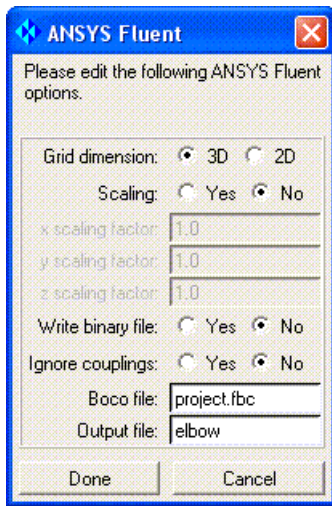 ANSYS Fluent
Please edit the following ANSYS Fluent
options.
Grid dimension: 3D 2D
Scaling: Yes No
x scaling factor: 1.0
y scaling factor: 1.0
z scaling factor: 1.0
Write binary file: Yes No
Ignore couplings: Yes No
Boco file: project.fbc
Output file: elbow
Done Cancel